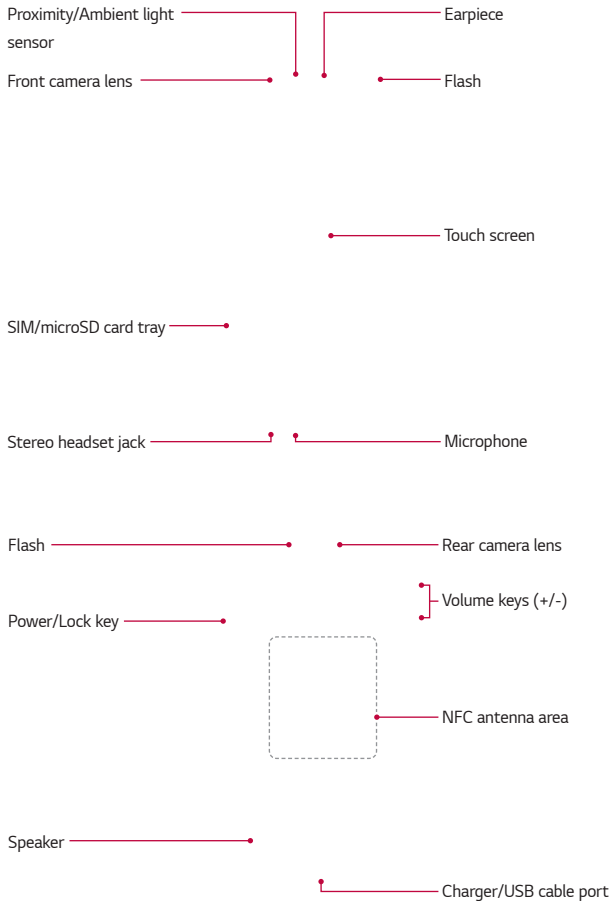 Proximity/Ambient light
sensor
Earpiece
Front camera lens
Flash
Touch screen
SIM/microSD card tray
Stereo headset jack
Microphone
Flash
Rear camera lens
Volume keys (+/-)
Power/Lock key
NFC antenna area
Speaker
Charger/USB cable port